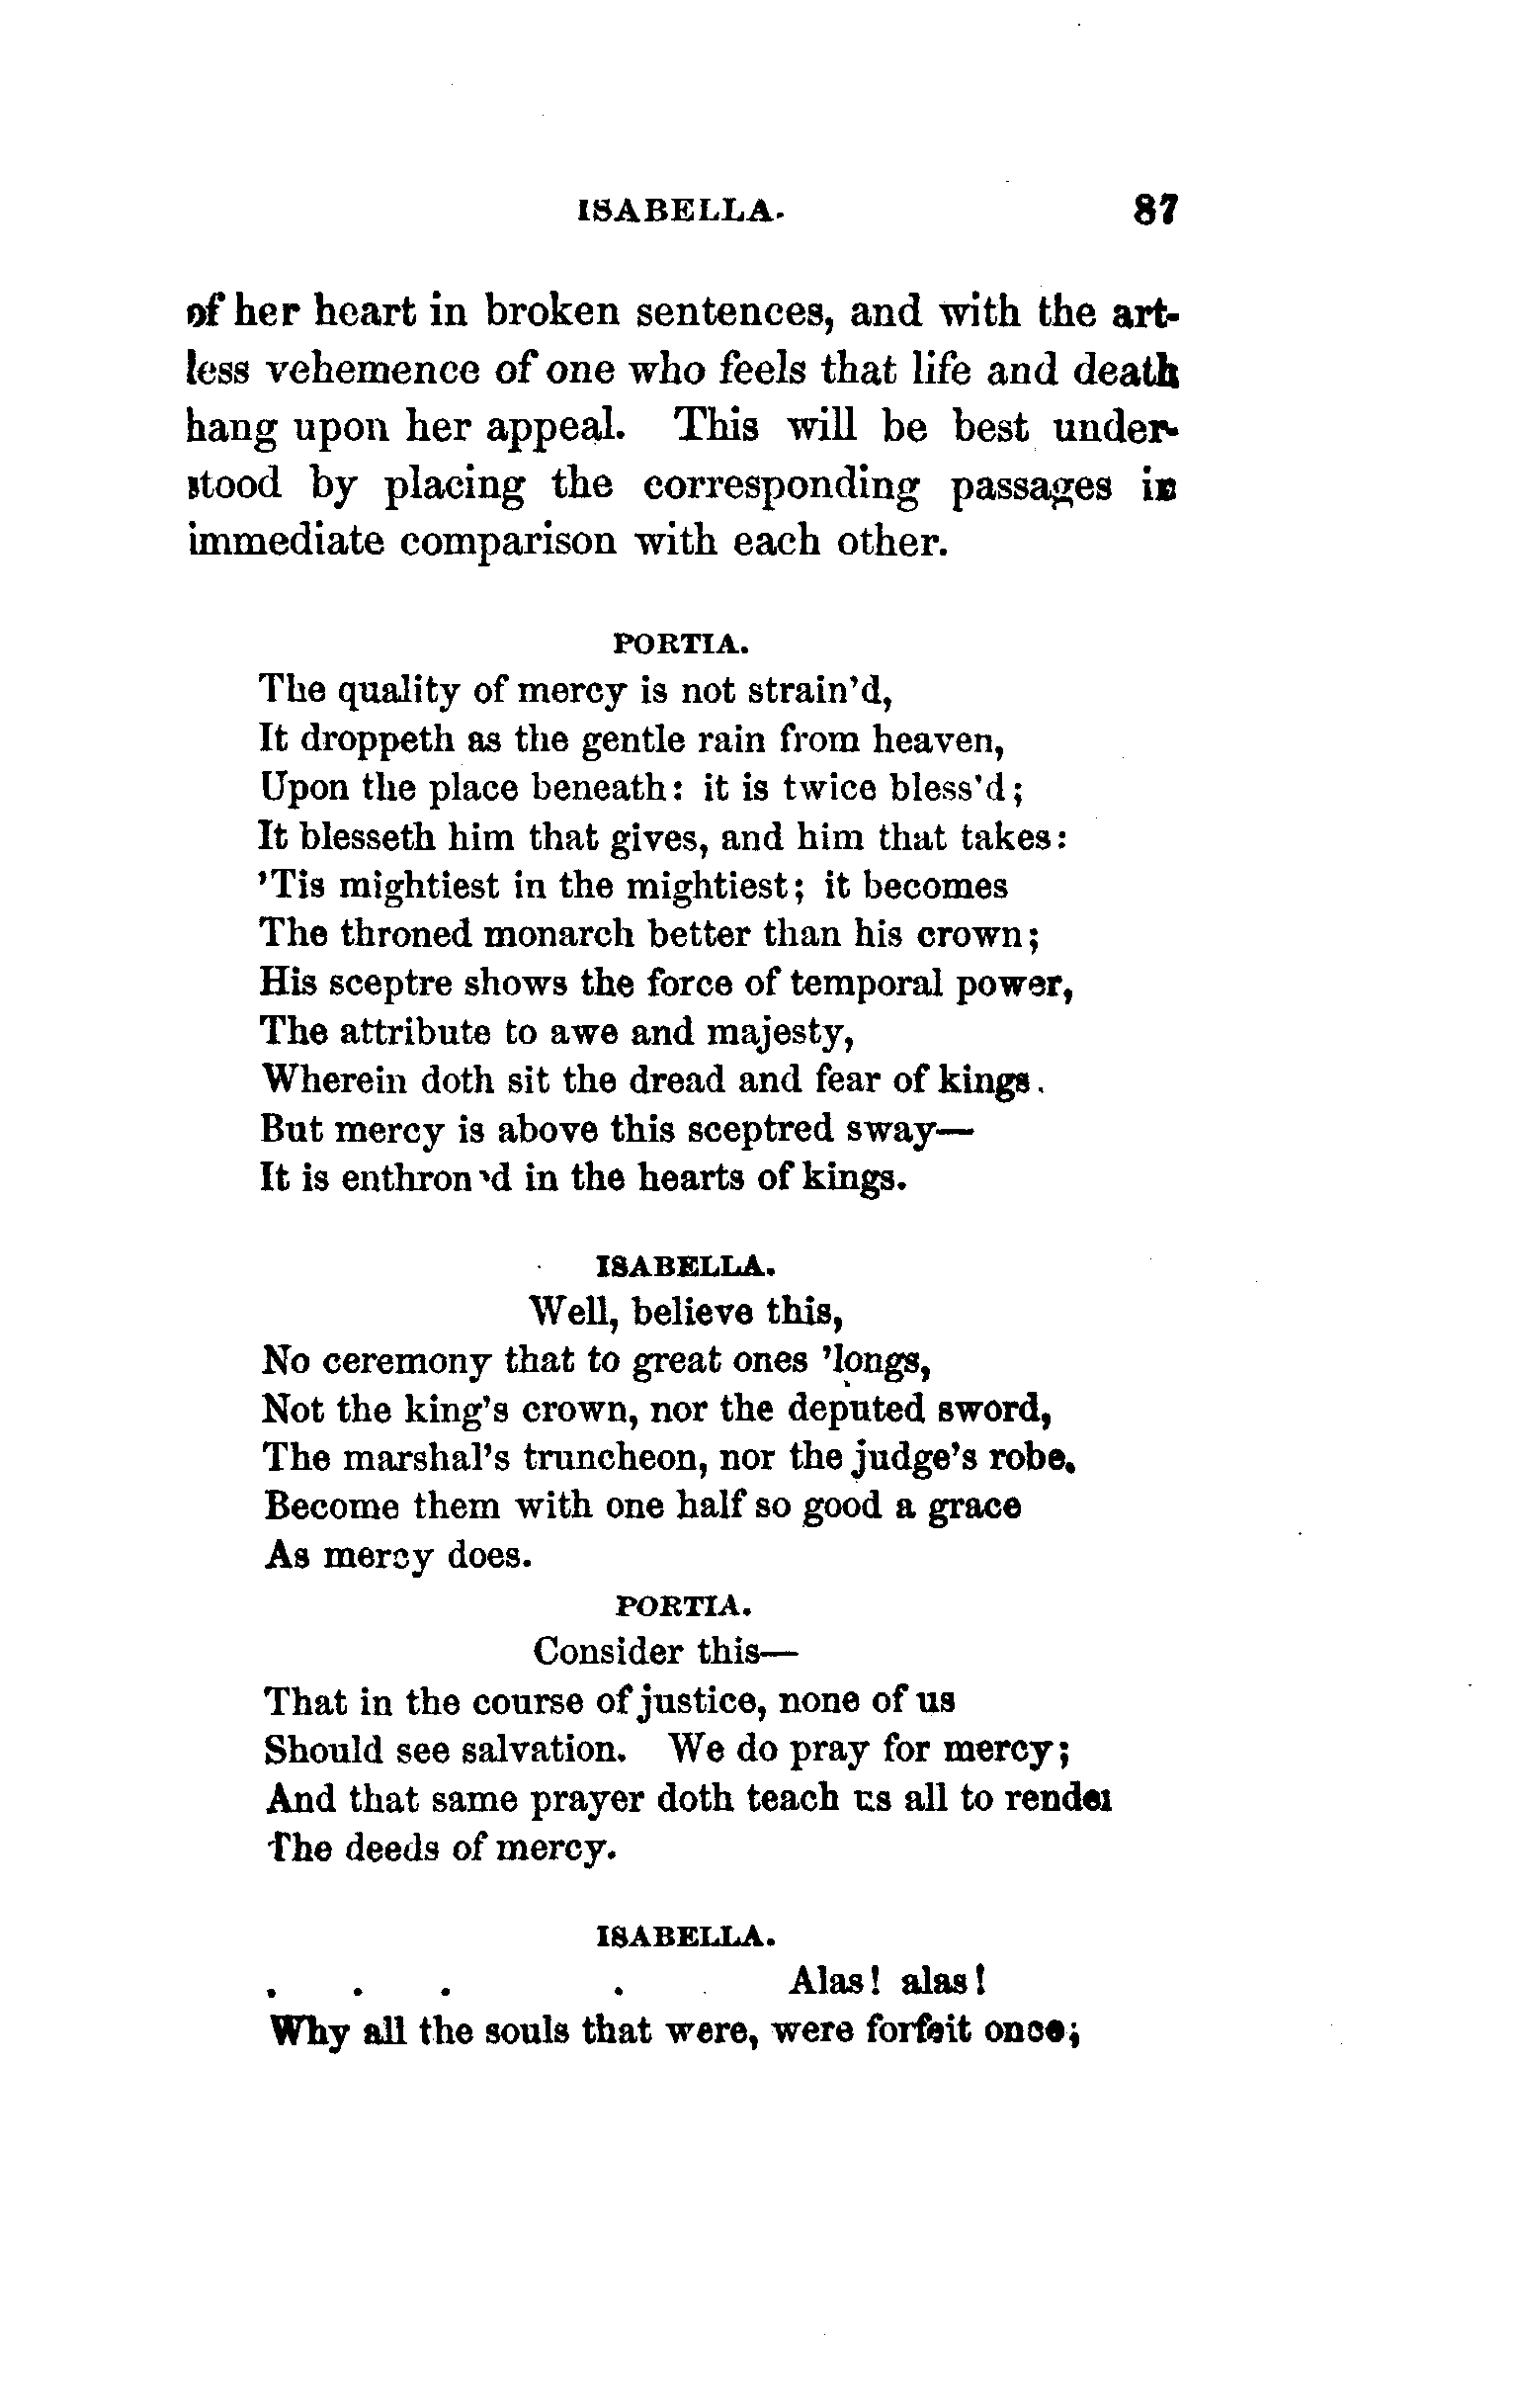 ISABELLA. 87
of her heart in broken sentences, and with the art-
less vehemence of one who feels that life and death
hang upon her appeal. This will be best under-
stood by placing the corresponding passages in
immediate comparison with each other.
PORTIA.
The quality of mercy is not strain'd,
It droppeth as the gentle rain from heaven,
Upon the place beneath: it is twice bless'd;
It blesseth him that gives, and him that takes:
'Tis mightiest in the mightiest; it becomes
The throned monarch better than his crown;
His sceptre shows the force of temporal power,
The attribute to awe and majesty,
Wherein doth sit the dread and fear of kings.
But mercy is above this sceptred sway—
It is enthron'd in the hearts of kings.
ISABELLA.
Well, believe this,
No ceremony that to great ones 'longs,
Not the king's crown, nor the deputed sword,
The marshal's truncheon, nor the judge's robe,
Become them with one half so good a grace
As mercy does.
PORTIA.
Consider this—
That in the course of justice, none of us
Should see salvation. We do pray for mercy;
And that same prayer doth teach us all to render
The deeds of mercy.
ISABELLA.
. . . . Alas! alas!
Why all the souls that were, were forfeit once;